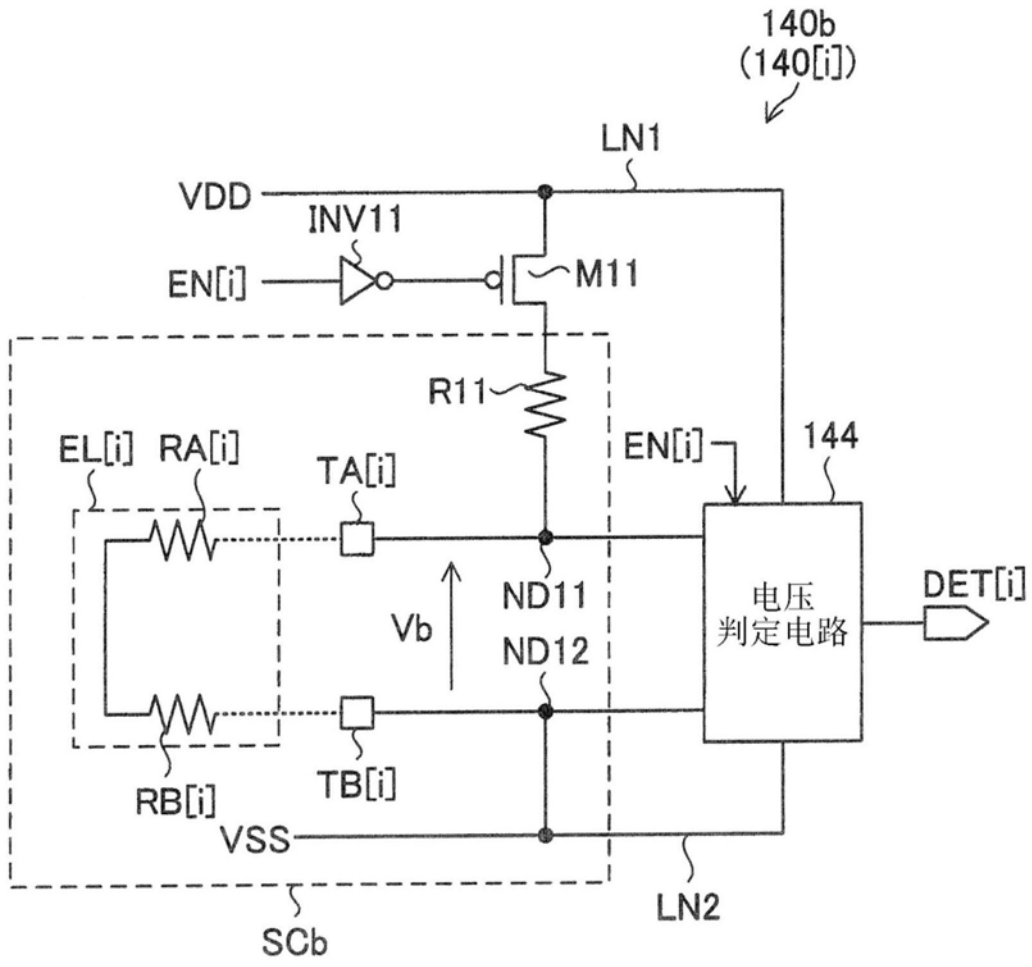 140b
(140[i])
LN1
VDD
INV11
EN[i]
M11
R11
EL[i]
RA[i]
TA[i]
EN[i]
144
ND11
电压
判定电路
DET[i]
Vb
ND12
RB[i]
TB[i]
VSS
LN2
SCb